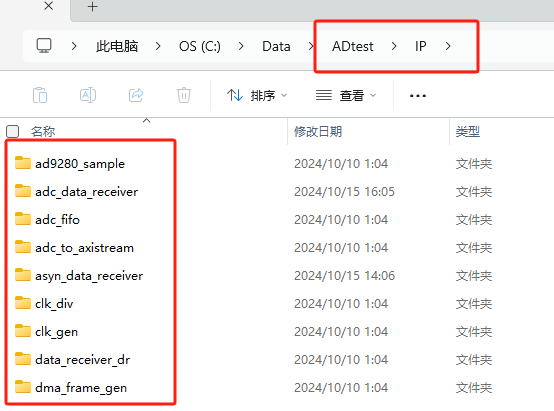 此电脑 > OS (C:) > Data > ADtest > IP >
排序 查看 ...
名称 修改日期 类型
ad9280_sample 2024/10/10 1:04 文件夹
adc_data_receiver 2024/10/15 16:05 文件夹
adc_fifo 2024/10/10 1:04 文件夹
adc_to_axistream 2024/10/10 1:04 文件夹
asyn_data_receiver 2024/10/15 14:06 文件夹
clk_div 2024/10/10 1:04 文件夹
clk_gen 2024/10/10 1:04 文件夹
data_receiver_dr 2024/10/10 1:04 文件夹
dma_frame_gen 2024/10/10 1:04 文件夹